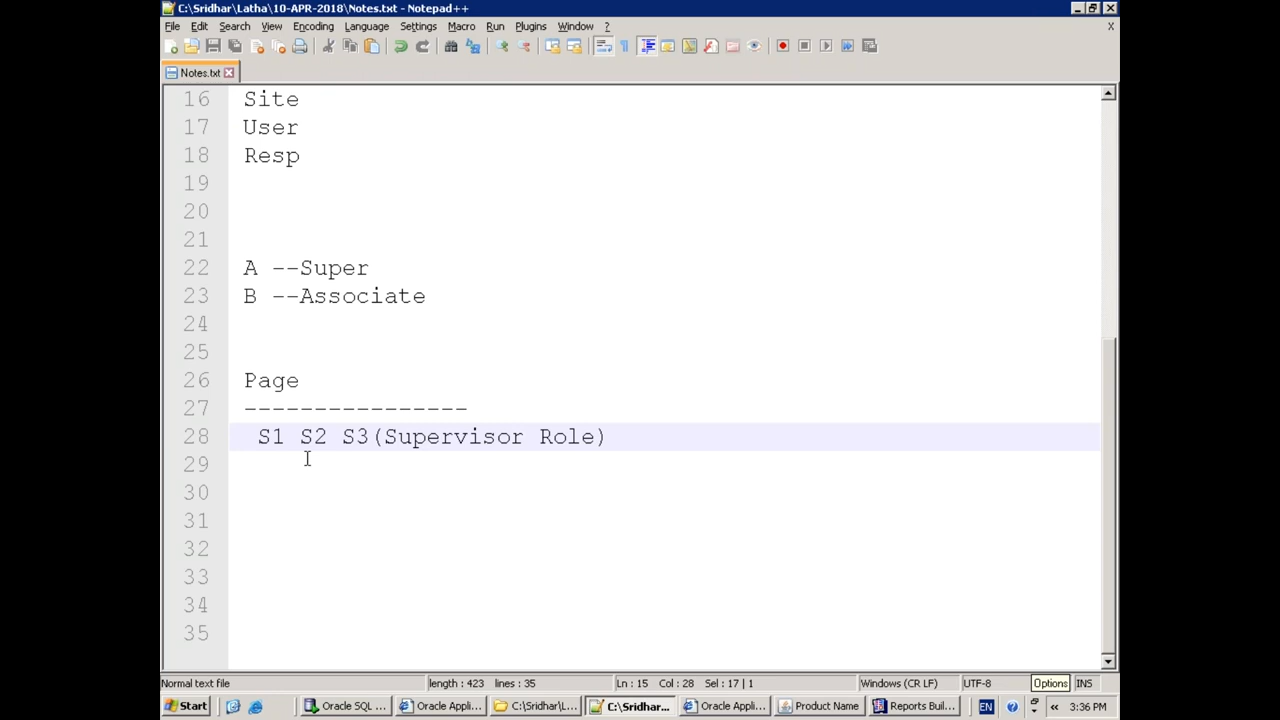 C:\Sridhar\Latha\10-APR-2018\Notes.txt - Notepad++
File Edit Search View Encoding Language Settings Macro Run Plugins Window ? X
Notes.txt
16 Site
17 User
18 Resp
19
20
21
22 A --Super
23 B --Associate
24
25
26 Page
27 ----------------
28 S1 S2 S3(Supervisor Role)
29
30
31
32
33
34
35
Normal text file length : 423 lines : 35 Ln : 15 Col : 28 Sel : 17 | 1 Windows (CR LF) UTF-8 Options INS
Start Oracle SQL ... Oracle Appli... C:\Sridhar\L... C:\Sridhar... Oracle Appli... Product Name Reports Buil... EN « 3:36 PM